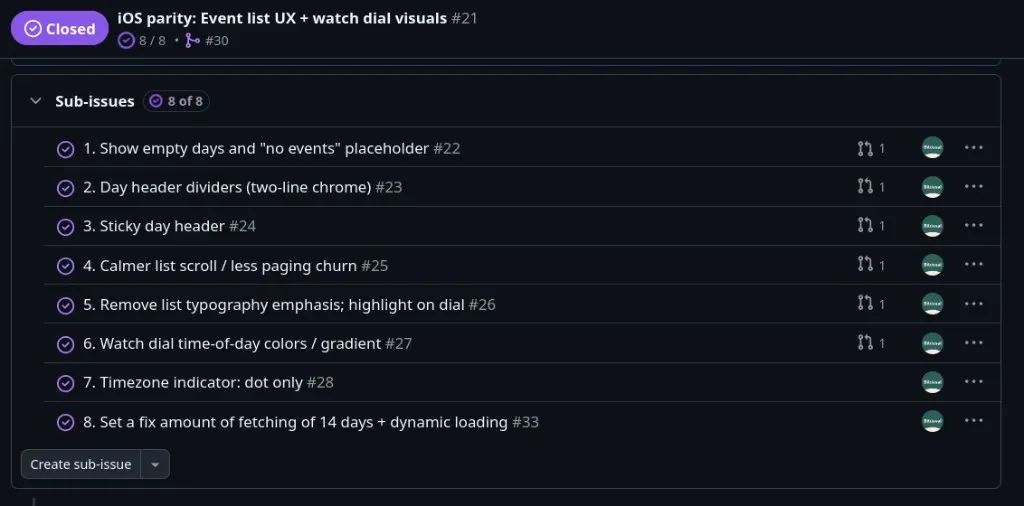 Closed
iOS parity: Event list UX + watch dial visuals #21
8 / 8 • #30
Sub-issues 8 of 8
1. Show empty days and "no events" placeholder #22 1
2. Day header dividers (two-line chrome) #23 1
3. Sticky day header #24 1
4. Calmer list scroll / less paging churn #25 1
5. Remove list typography emphasis; highlight on dial #26 1
6. Watch dial time-of-day colors / gradient #27 1
7. Timezone indicator: dot only #28
8. Set a fix amount of fetching of 14 days + dynamic loading #33
Create sub-issue